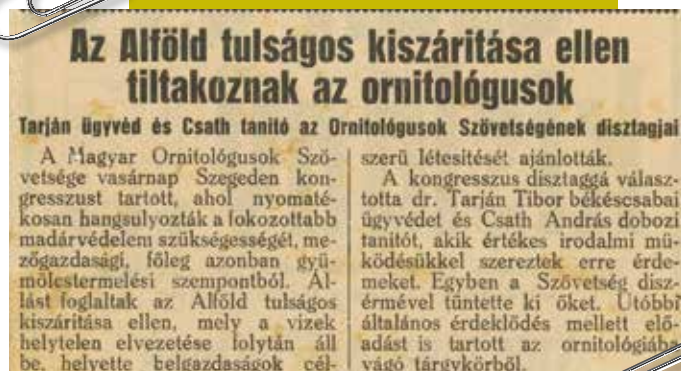 Az Alföld tulságos kiszáritása ellen
tiltakoznak az ornitológusok
Tarján ügyvéd és Csath tanitó az Ornitológusok Szövetségének disztagjai
A Magyar Ornitológusok Szö-
vetsége vasárnap Szegeden kon-
gresszust tartott, ahol nyomaté-
kosan hangsulyozták a fokozottabb
madárvédelem szükségességét, me-
zőgazdasági, főleg azonban gyü-
mölcstermelési szempontból. Ál-
lást foglaltak az Alföld tulságos
kiszáritása ellen, mely a vizek
helytelen elvezetése folytán áll
be, helyette belgazdaságok cél-
szerü létesitését ajánlották.
A kongresszus disztaggá válasz-
totta dr. Tarján Tibor békéscsabai
ügyvédet és Csath András dobozi
tanitót, akik értékes irodalmi mü-
ködésükkel szereztek erre érde-
meket. Egyben a Szövetség disz-
érmével tüntette ki őket. Utóbbi
általános érdeklődés mellett elő-
adást is tartott az ornitológiába
vágó tárgykörből.